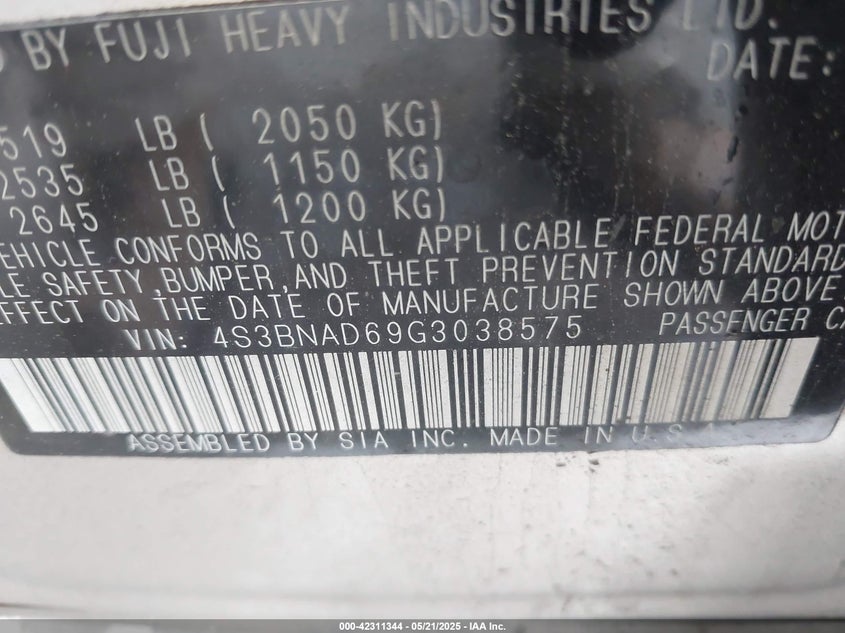 BY FUJI HEAVY INDUSTRIES LTD.
DATE:
519 LB ( 2050 KG)
2535 LB ( 1150 KG)
2645 LB ( 1200 KG)
EHICLE CONFORMS TO ALL APPLICABLE FEDERAL MOT
LE SAFETY,BUMPER,AND THEFT PREVENTION STANDARD
EFFECT ON THE DATE OF MANUFACTURE SHOWN ABOVE.
VIN: 4S3BNAD69G3038575 PASSENGER CA
ASSEMBLED BY SIA INC. MADE IN U.S.A
000-42311344 - 05/21/2025 - IAA Inc.